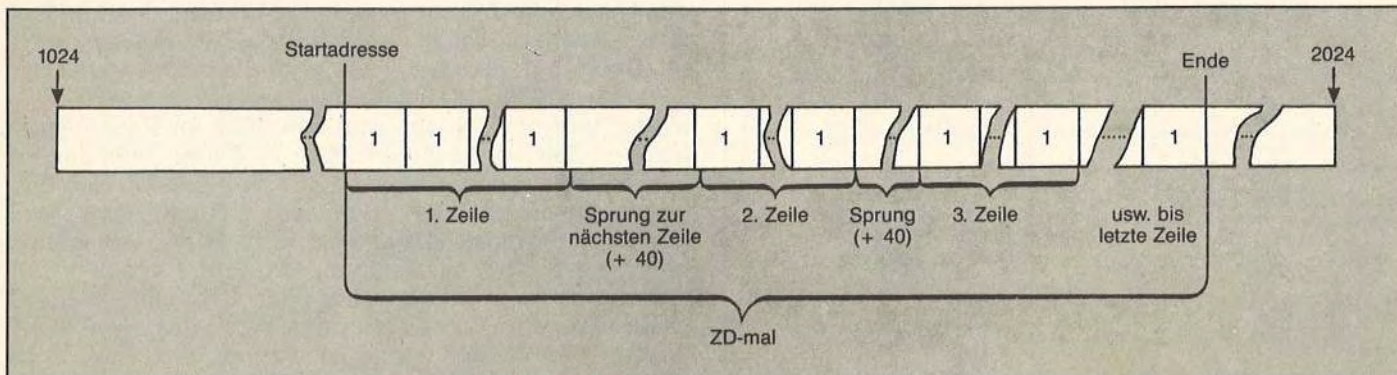 1024
Startadresse
Ende
2024
1 1 1 1 1 1 1 1
1. Zeile
Sprung zur
nächsten Zeile
(+ 40)
2. Zeile
Sprung
(+ 40)
3. Zeile
usw. bis
letzte Zeile
ZD-mal